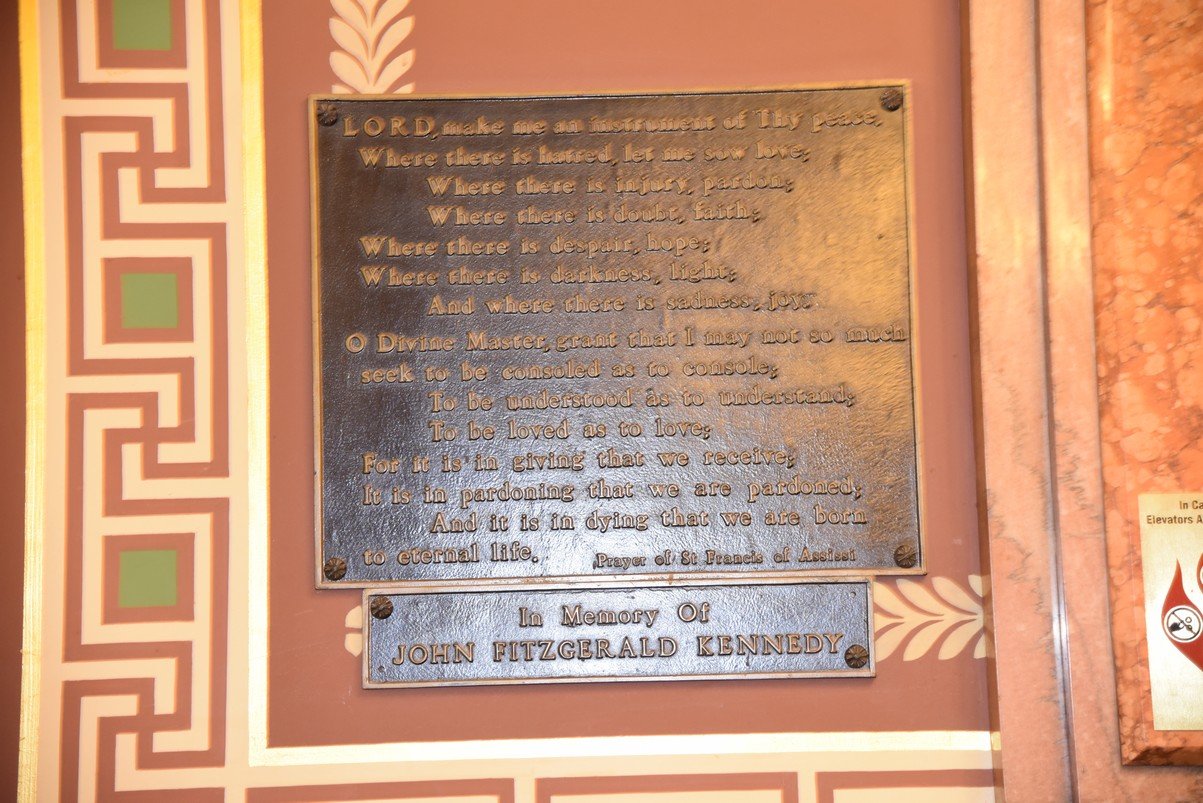 LORD, make me an instrument of Thy peace,
Where there is hatred, let me sow love;
Where there is injury, pardon;
Where there is doubt, faith;
Where there is despair, hope;
Where there is darkness, light;
And where there is sadness, joy.
O Divine Master, grant that I may not so much
seek to be consoled as to console;
To be understood as to understand;
To be loved as to love;
For it is in giving that we receive;
It is in pardoning that we are pardoned;
And it is in dying that we are born
to eternal life.
Prayer of St Francis of Assissi
In Memory Of
JOHN FITZGERALD KENNEDY
In Ca
Elevators A